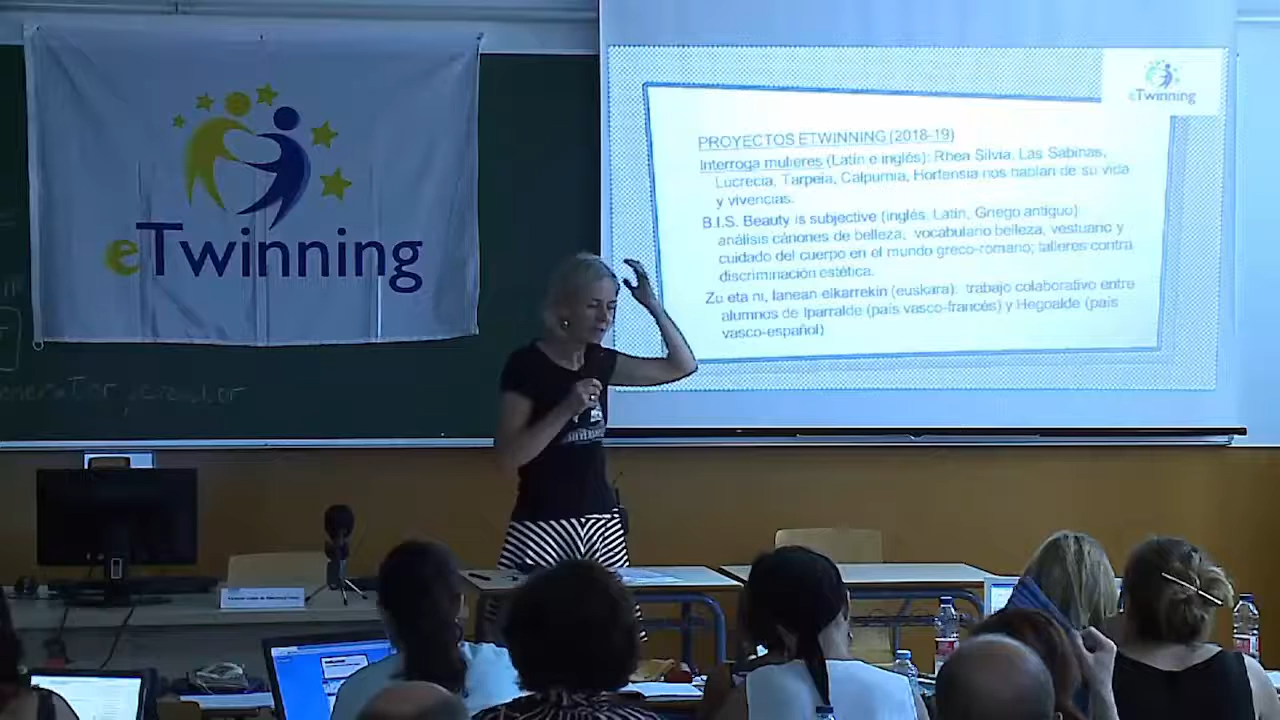 eTwinning
eTwinning
PROYECTOS ETWINNING (2018-19)
Interroga mulieres (Latín e inglés): Rhea Silvia, Las Sabinas,
Lucrecia, Tarpeia, Calpurnia, Hortensia nos hablan de su vida
y vivencias.
B.I.S. Beauty is subjective (inglés, Latín, Griego antiguo)
análisis cánones de belleza, vocabulario belleza, vestuario y
cuidado del cuerpo en el mundo greco-romano; talleres contra
discriminación estética.
Zu eta ni, lanean elkarrekin (euskara): trabajo colaborativo entre
alumnos de Iparralde (país vasco-francés) y Hegoalde (país
vasco-español)